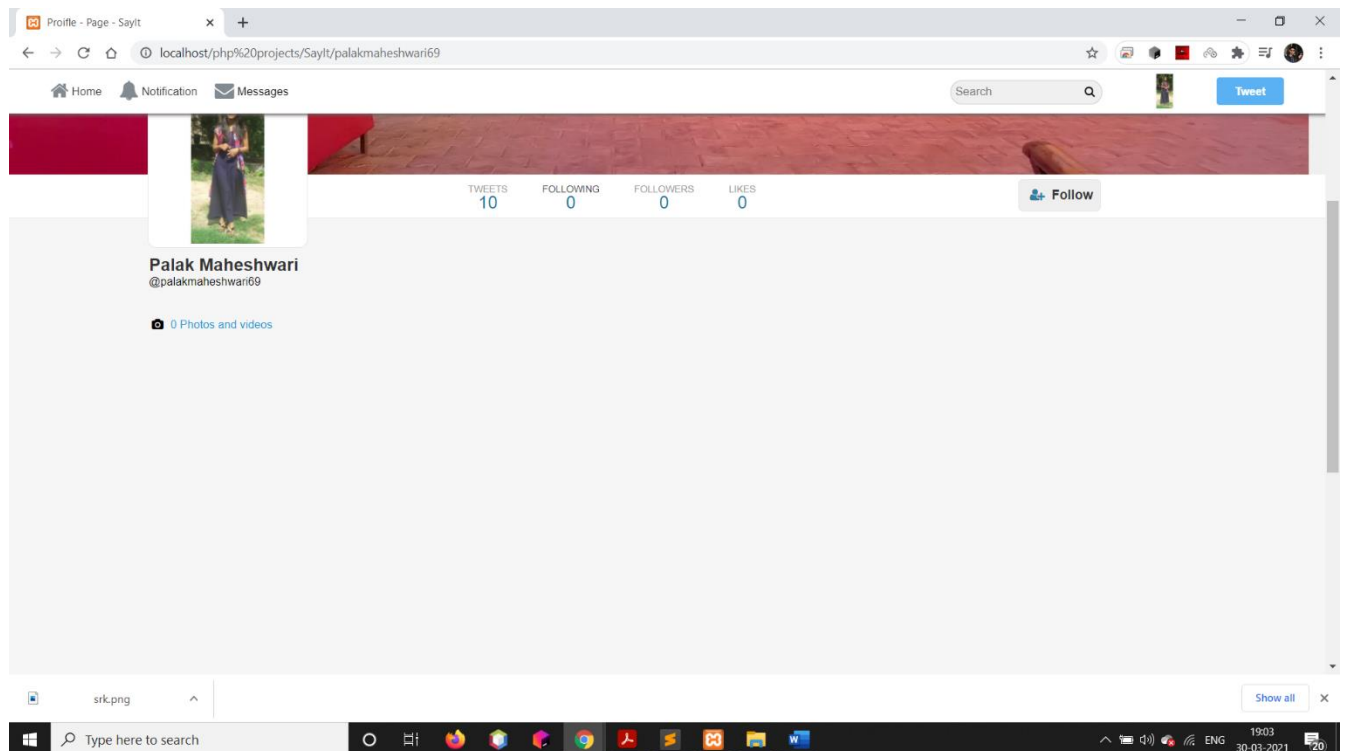 Proifle - Page - SayIt
localhost/php%20projects/SayIt/palakmaheshwari69
Home Notification Messages Search Tweet
TWEETS FOLLOWING FOLLOWERS LIKES
10 0 0 0
Follow
Palak Maheshwari
@palakmaheshwari69
0 Photos and videos
srk.png Show all
Type here to search
ENG 19:03
30-03-2021 20